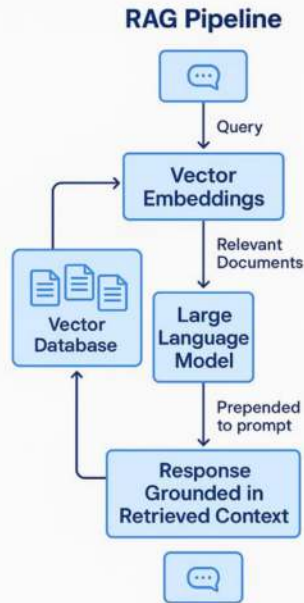 RAG Pipeline
Query
Vector
Embeddings
Relevant
Documents
Vector
Database
Large
Language
Model
Prepended
to prompt
Response
Grounded in
Retrieved Context